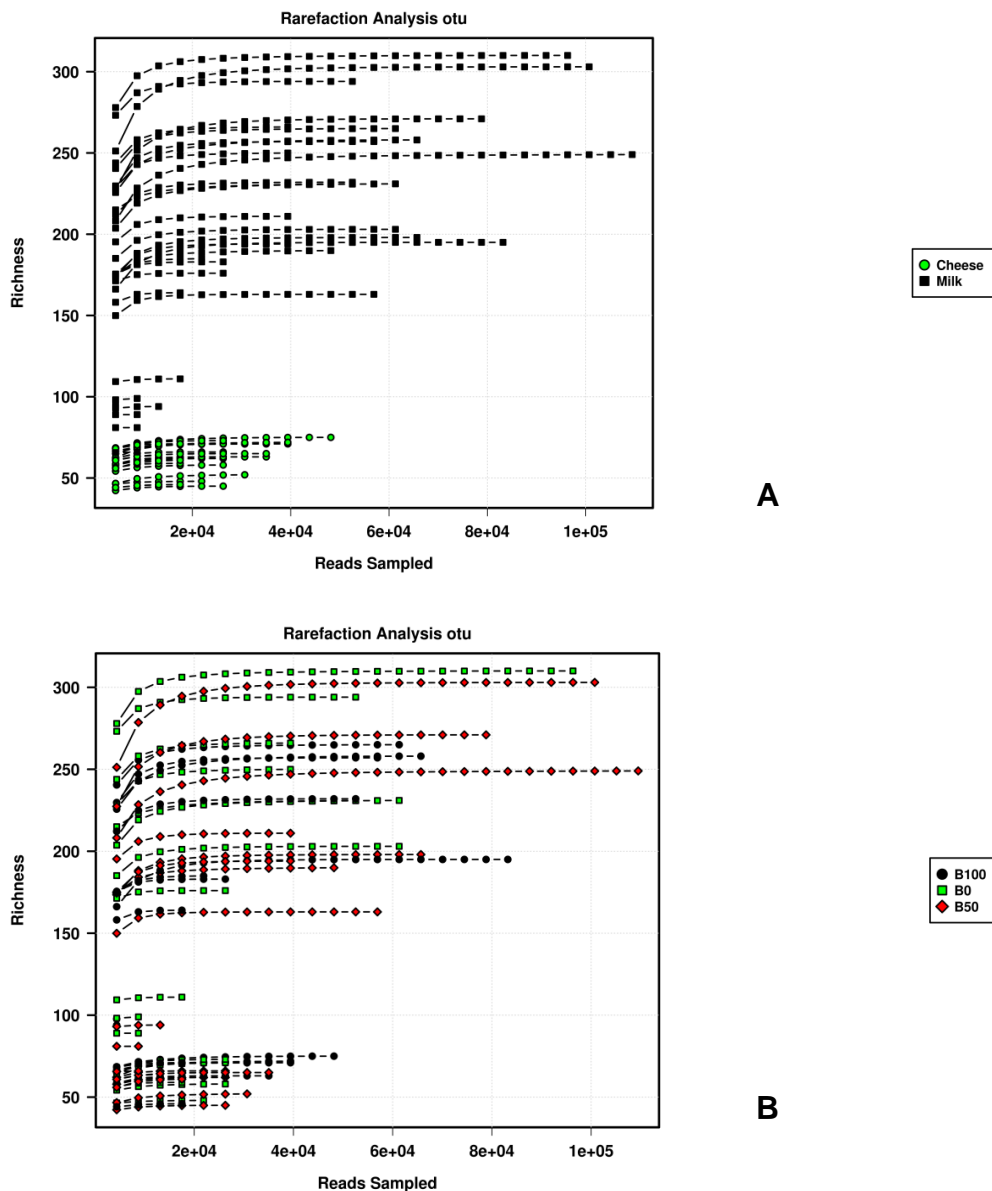 Rarefaction Analysis otu
300
250
200
150
100
50
Richness
2e+04 4e+04 6e+04 8e+04 1e+05
Reads Sampled
Cheese
Milk
A
Rarefaction Analysis otu
300
250
200
150
100
50
Richness
2e+04 4e+04 6e+04 8e+04 1e+05
Reads Sampled
B100
B0
B50
B